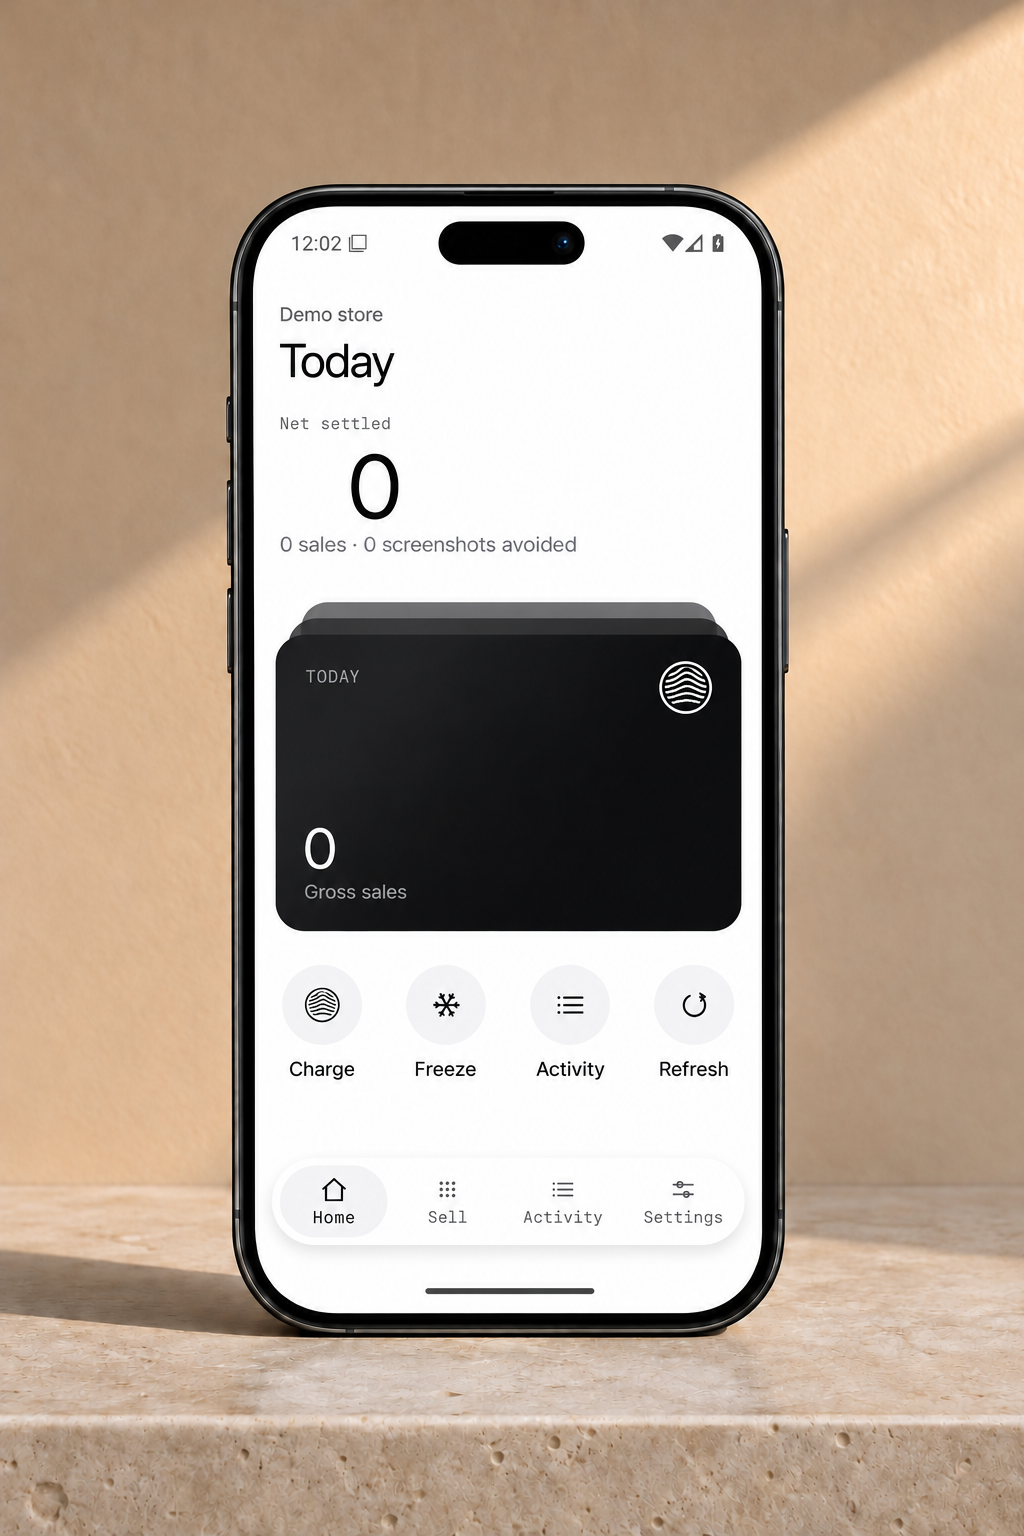 12:02
Demo store
Today
Net settled
0
0 sales · 0 screenshots avoided
TODAY
0
Gross sales
Charge Freeze Activity Refresh
Home Sell Activity Settings